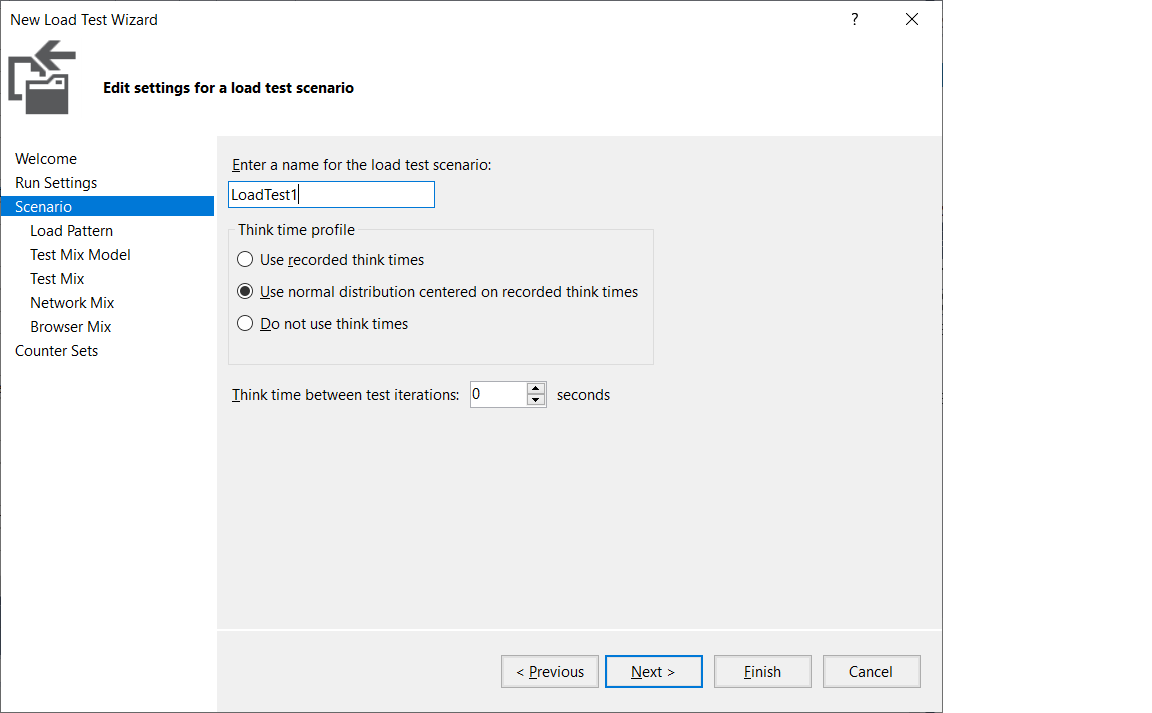 New Load Test Wizard
?
Edit settings for a load test scenario
Welcome
Run Settings
Scenario
Load Pattern
Test Mix Model
Test Mix
Network Mix
Browser Mix
Counter Sets
Enter a name for the load test scenario:
LoadTest1
Think time profile
Use recorded think times
Use normal distribution centered on recorded think times
Do not use think times
Think time between test iterations: 0 seconds
< Previous Next > Finish Cancel